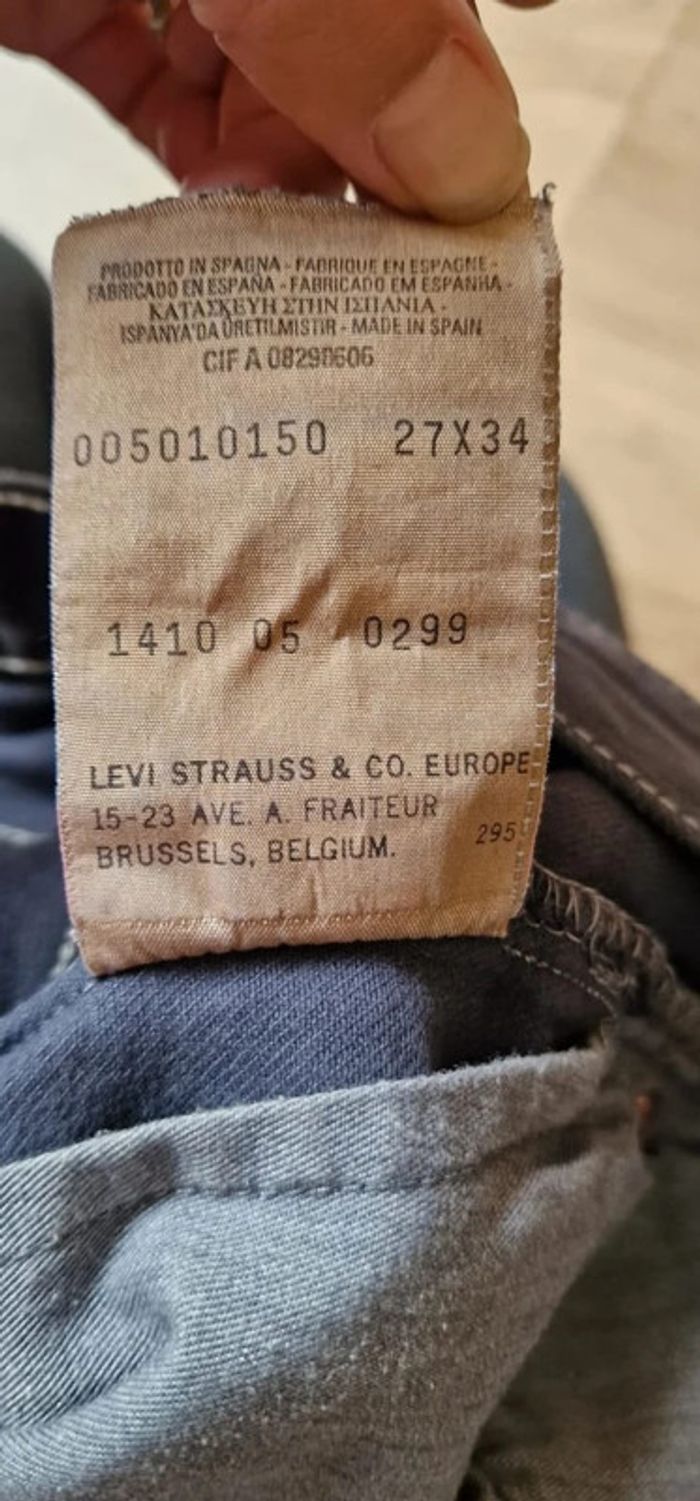 PRODOTTO IN SPAGNA - FABRIQUE EN ESPAGNE -
FABRICADO EN ESPAÑA - FABRICADO EM ESPANHA -
ΚΑΤΑΣΚΕΥΗ ΣΤΗΝ ΙΣΠΑΝΙΑ -
ISPANYA'DA ÜRETILMISTIR - MADE IN SPAIN
CIF A 08290606
005010150 27X34
1410 05 0299
LEVI STRAUSS & CO. EUROPE
15-23 AVE. A. FRAITEUR
BRUSSELS, BELGIUM. 295